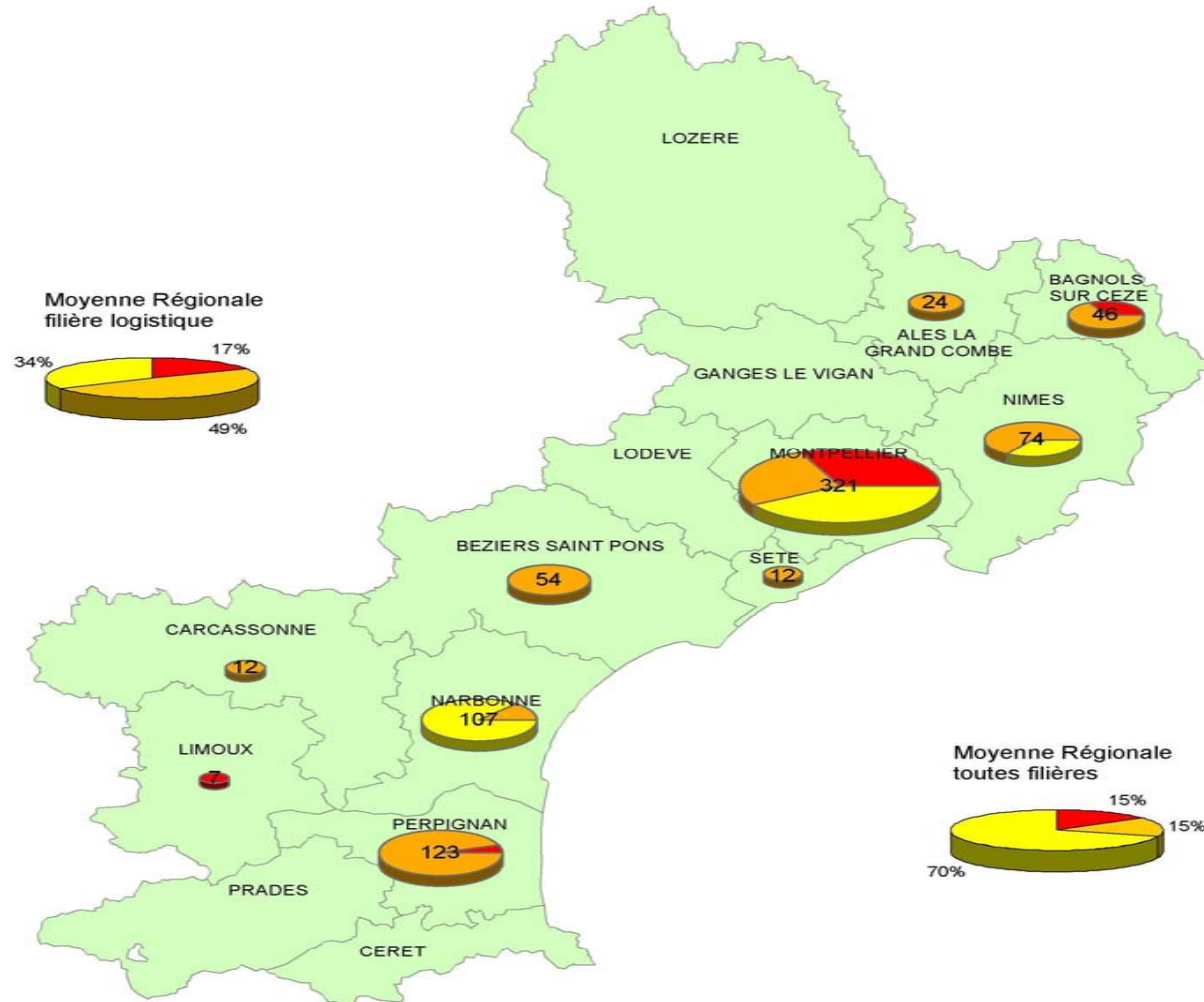 LOZERE
Moyenne Régionale
filière logistique
34%
17%
49%
24
ALES LA
GRAND COMBE
BAGNOLS
SUR CEZE
46
GANGES LE VIGAN
NIMES
74
LODEVE
MONTPELLIER
321
BEZIERS SAINT PONS
54
SETE
12
CARCASSONNE
12
NARBONNE
107
LIMOUX
7
Moyenne Régionale
toutes filières
15%
15%
70%
PERPIGNAN
123
PRADES
CERET